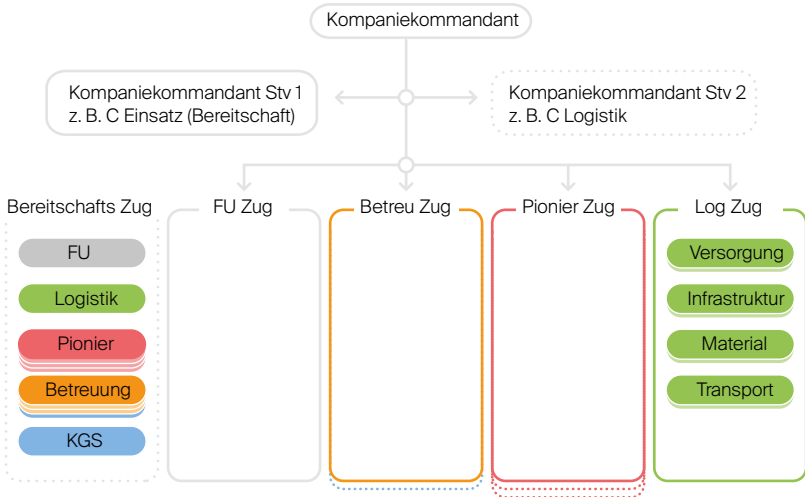 Kompaniekommandant
Kompaniekommandant Stv 1
z. B. C Einsatz (Bereitschaft)
Kompaniekommandant Stv 2
z. B. C Logistik
Bereitschafts Zug
FU Zug
Betreu Zug
Pionier Zug
Log Zug
FU
Logistik
Pionier
Betreuung
KGS
Versorgung
Infrastruktur
Material
Transport